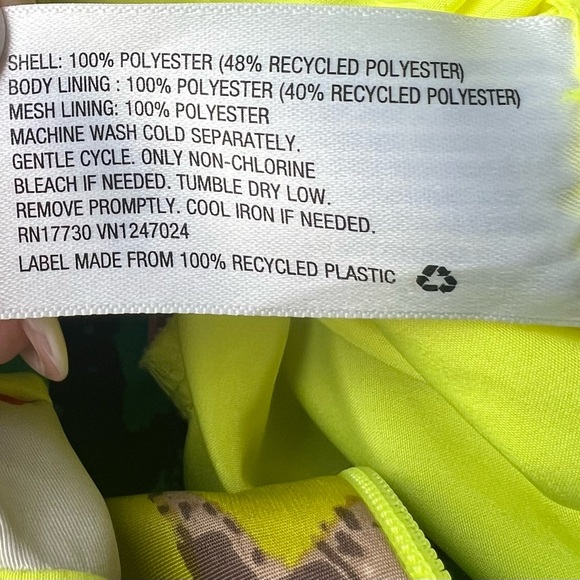 SHELL: 100% POLYESTER (48% RECYCLED POLYESTER)
BODY LINING : 100% POLYESTER (40% RECYCLED POLYESTER)
MESH LINING: 100% POLYESTER
MACHINE WASH COLD SEPARATELY.
GENTLE CYCLE. ONLY NON-CHLORINE
BLEACH IF NEEDED. TUMBLE DRY LOW.
REMOVE PROMPTLY. COOL IRON IF NEEDED.
RN17730 VN1247024
LABEL MADE FROM 100% RECYCLED PLASTIC